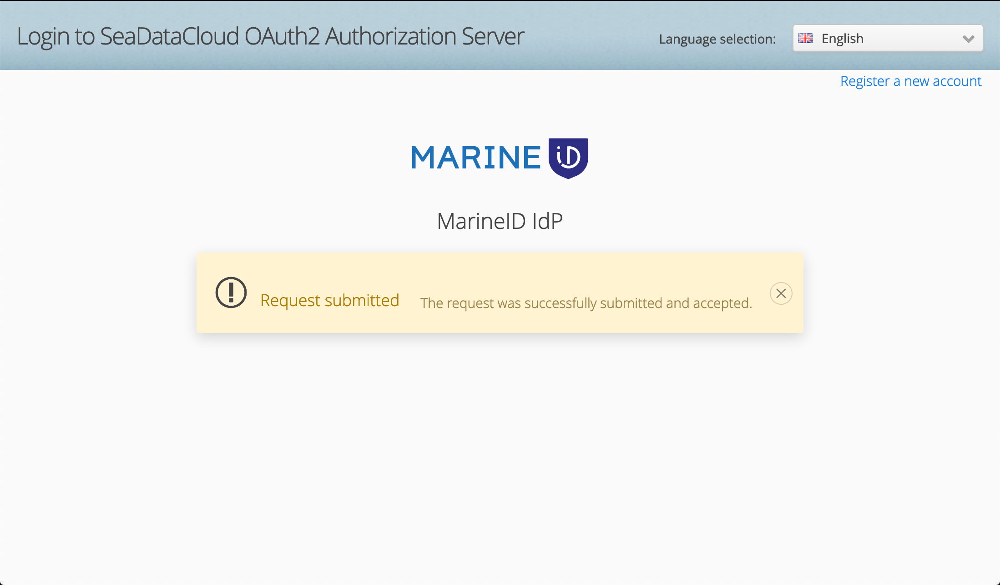 Login to SeaDataCloud OAuth2 Authorization Server
Language selection:
English
Register a new account
MARINE iD
MarineID IdP
Request submitted
The request was successfully submitted and accepted.